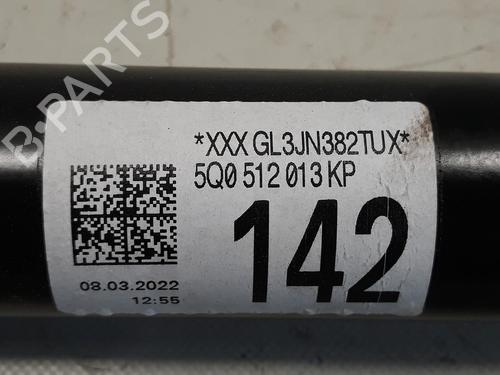 B-PARTS
*XXX GL3JN382TUX*
5Q0 512 013 KP
142
08.03.2022
12:55